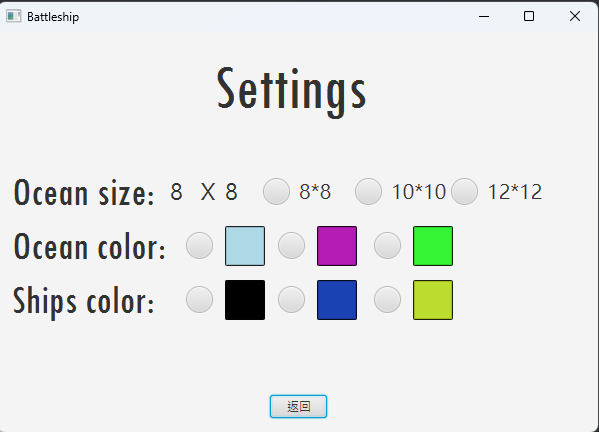 Battleship
Settings
Ocean size: 8 X 8 8*8 10*10 12*12
Ocean color:
Ships color:
返回